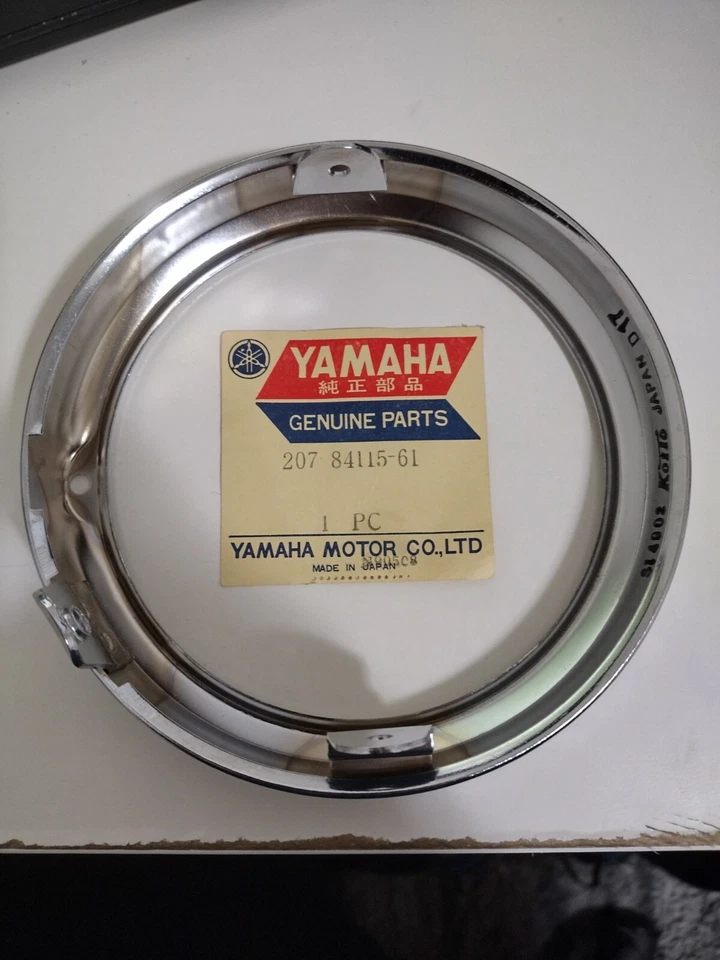 YAMAHA
純正部品
GENUINE PARTS
207 84115-61
1 PC
YAMAHA MOTOR CO.,LTD
MADE IN JAPAN
KOITO JAPAN D17